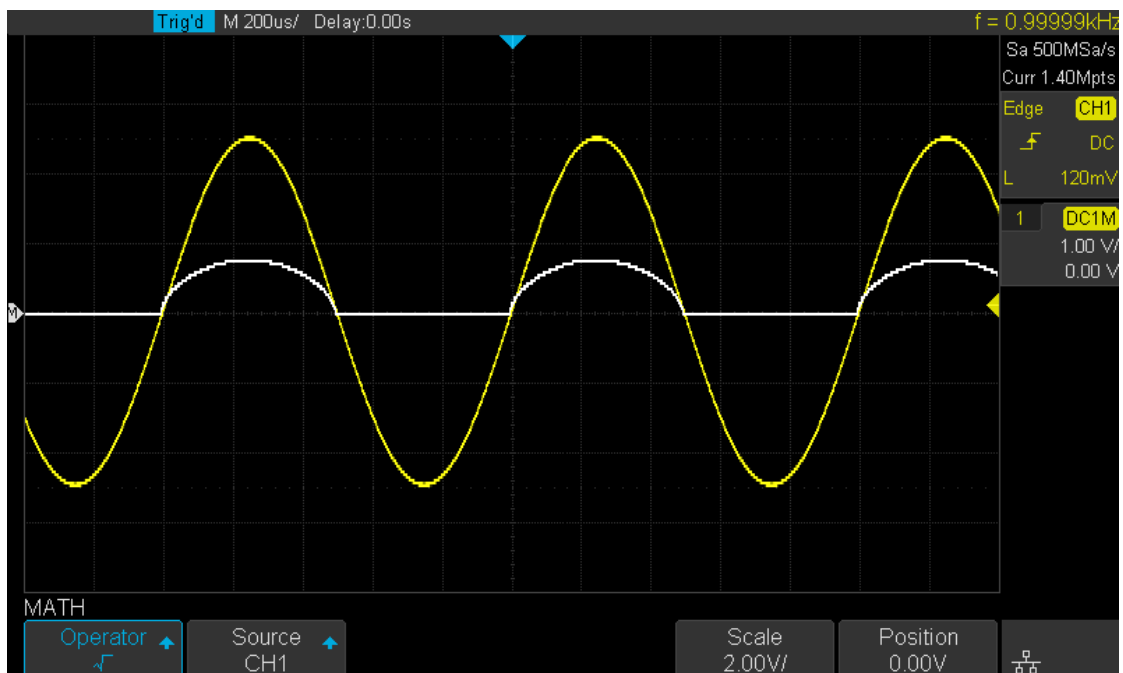 Trig'd M 200us/ Delay:0.00s f = 0.99999kHz
Sa 500MSa/s
Curr 1.40Mpts
Edge CH1
DC
L 120mV
1 DC1M
1.00 V/
0.00 V
M
MATH
Operator Source Scale Position
√ CH1 2.00V/ 0.00V